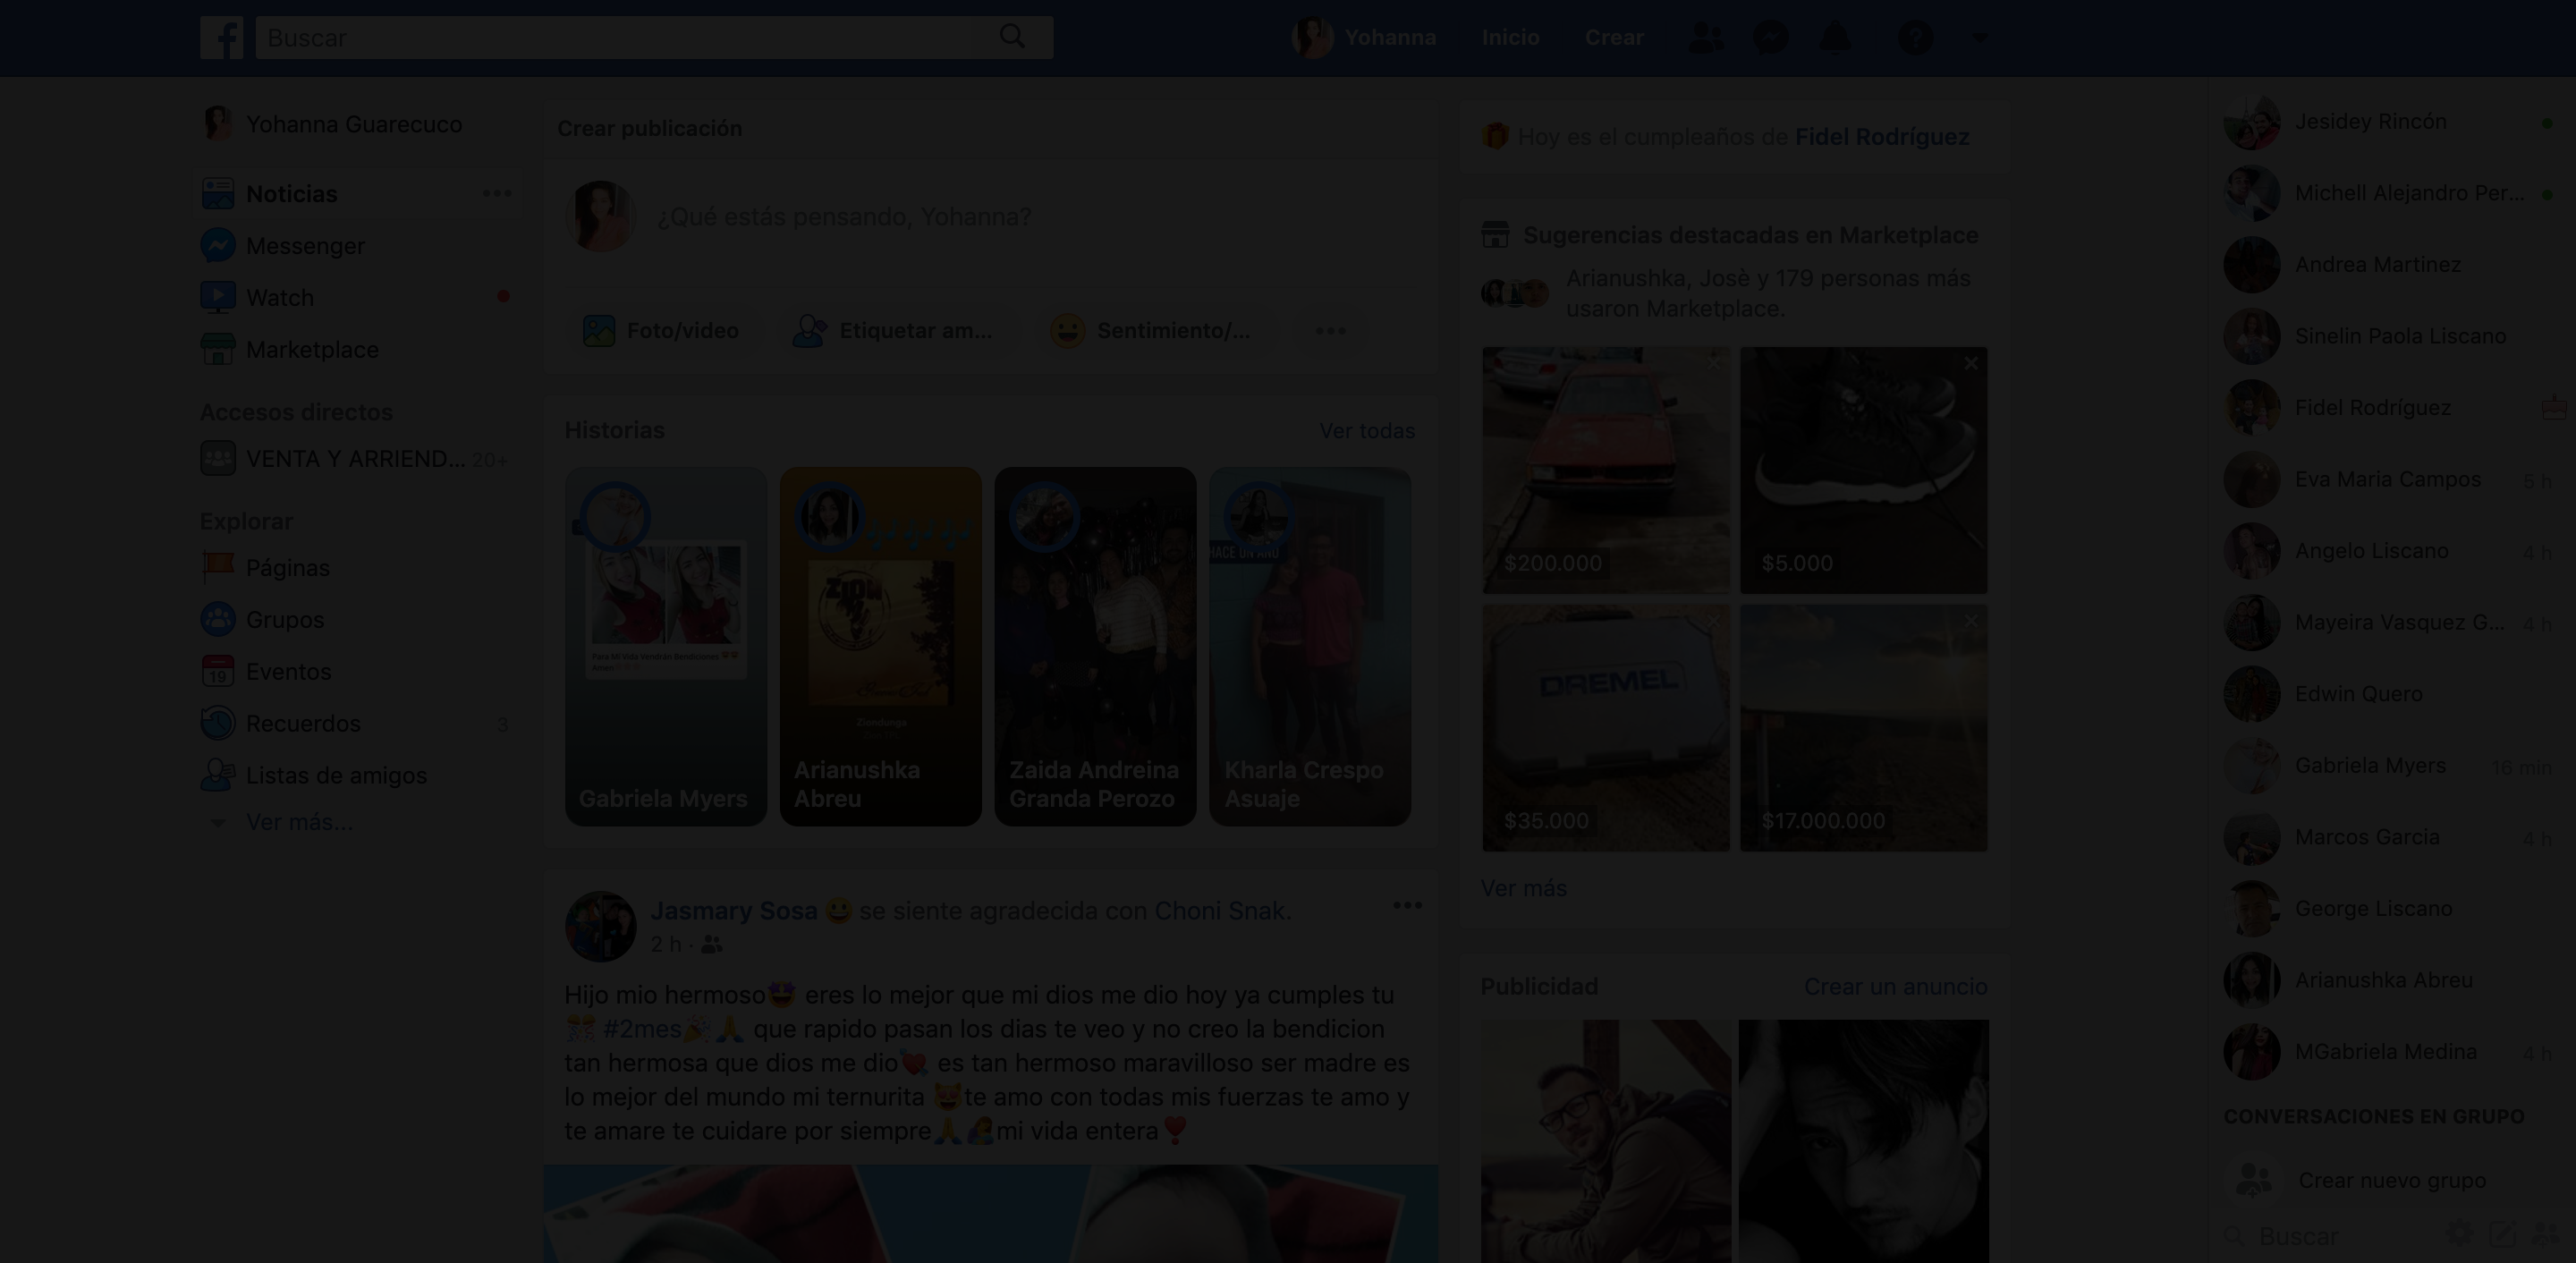 Buscar
Yohanna
Inicio
Crear
Yohanna Guarecuco
Noticias
Messenger
Watch
Marketplace
Accesos directos
VENTA Y ARRIEND... 20+
Explorar
Páginas
Grupos
19
Eventos
Recuerdos 3
Listas de amigos
Ver más...
Crear publicación
¿Qué estás pensando, Yohanna?
Foto/video
Etiquetar am...
Sentimiento/...
Historias
Ver todas
Para Mi Vida Vendrán Bendiciones
Gabriela Myers
ZION
Arianushka
Abreu
Zaida Andreina
Granda Perozo
HACE UN AÑO
Kharla Crespo
Asuaje
Jasmary Sosa 😃 se siente agradecida con Choni Snak.
2 h ·
Hijo mio hermoso🤩 eres lo mejor que mi dios me dio hoy ya cumples tu
🎊 #2mes🎉🙏 que rapido pasan los dias te veo y no creo la bendicion
tan hermosa que dios me dio💘 es tan hermoso maravilloso ser madre es
lo mejor del mundo mi ternurita 😻te amo con todas mis fuerzas te amo y
te amare te cuidare por siempre🙏🤱mi vida entera❣️
Hoy es el cumpleaños de Fidel Rodríguez
Sugerencias destacadas en Marketplace
Arianushka, Josè y 179 personas más
usaron Marketplace.
$200.000
$5.000
DREMEL
$35.000
$17.000.000
Ver más
Publicidad
Crear un anuncio
Jesidey Rincón
Michell Alejandro Per...
Andrea Martinez
Sinelin Paola Liscano
Fidel Rodríguez
Eva Maria Campos 5 h
Angelo Liscano 4 h
Mayeira Vasquez G... 4 h
Edwin Quero
Gabriela Myers 16 min
Marcos Garcia 4 h
George Liscano
Arianushka Abreu
MGabriela Medina 4 h
CONVERSACIONES EN GRUPO
Crear nuevo grupo
Buscar